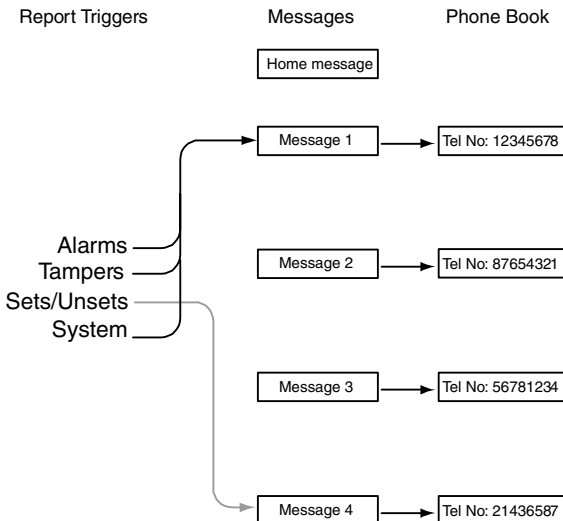 Report Triggers
Messages
Phone Book
Home message
Message 1
Tel No: 12345678
Alarms
Tampers
Sets/Unsets
System
Message 2
Tel No: 87654321
Message 3
Tel No: 56781234
Message 4
Tel No: 21436587